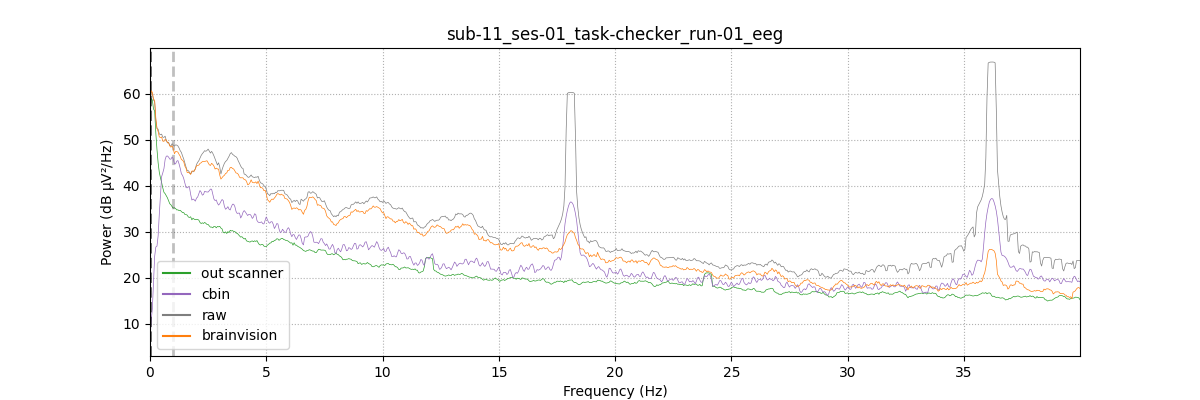 sub-11_ses-01_task-checker_run-01_eeg
Power (dB µV²/Hz)
60
50
40
30
20
10
out scanner
cbin
raw
brainvision
0 5 10 15 20 25 30 35
Frequency (Hz)